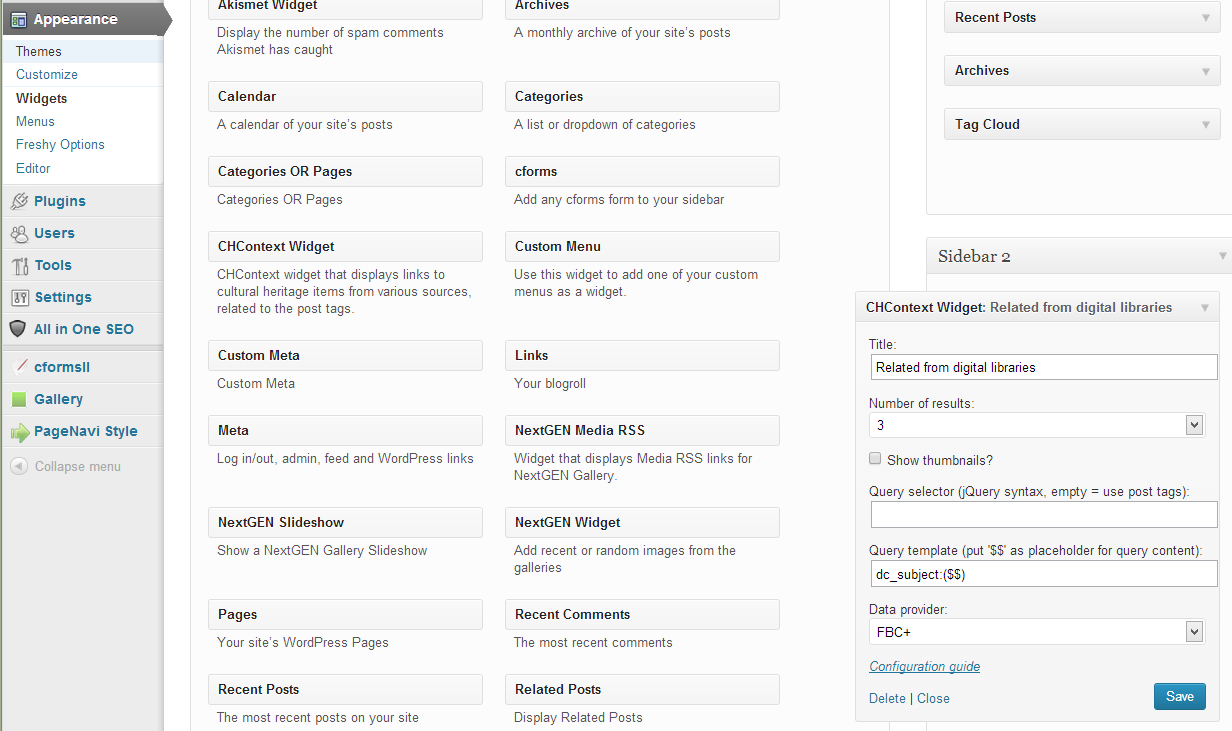 Appearance
Themes
Customize
Widgets
Menus
Freshy Options
Editor
Plugins
Users
Tools
Settings
All in One SEO
cformsII
Gallery
PageNavi Style
Collapse menu
Akismet Widget
Display the number of spam comments
Akismet has caught
Archives
A monthly archive of your site's posts
Calendar
A calendar of your site's posts
Categories
A list or dropdown of categories
Categories OR Pages
Categories OR Pages
cforms
Add any cforms form to your sidebar
CHContext Widget
CHContext widget that displays links to
cultural heritage items from various sources,
related to the post tags.
Custom Menu
Use this widget to add one of your custom
menus as a widget.
Custom Meta
Custom Meta
Links
Your blogroll
Meta
Log in/out, admin, feed and WordPress links
NextGEN Media RSS
Widget that displays Media RSS links for
NextGEN Gallery.
NextGEN Slideshow
Show a NextGEN Gallery Slideshow
NextGEN Widget
Add recent or random images from the
galleries
Pages
Your site's WordPress Pages
Recent Comments
The most recent comments
Recent Posts
The most recent posts on your site
Related Posts
Display Related Posts
Recent Posts
Archives
Tag Cloud
Sidebar 2
CHContext Widget: Related from digital libraries
Title:
Related from digital libraries
Number of results:
3
Show thumbnails?
Query selector (jQuery syntax, empty = use post tags):
Query template (put '$$' as placeholder for query content):
dc_subject:($$)
Data provider:
FBC+
Configuration guide
Delete | Close
Save